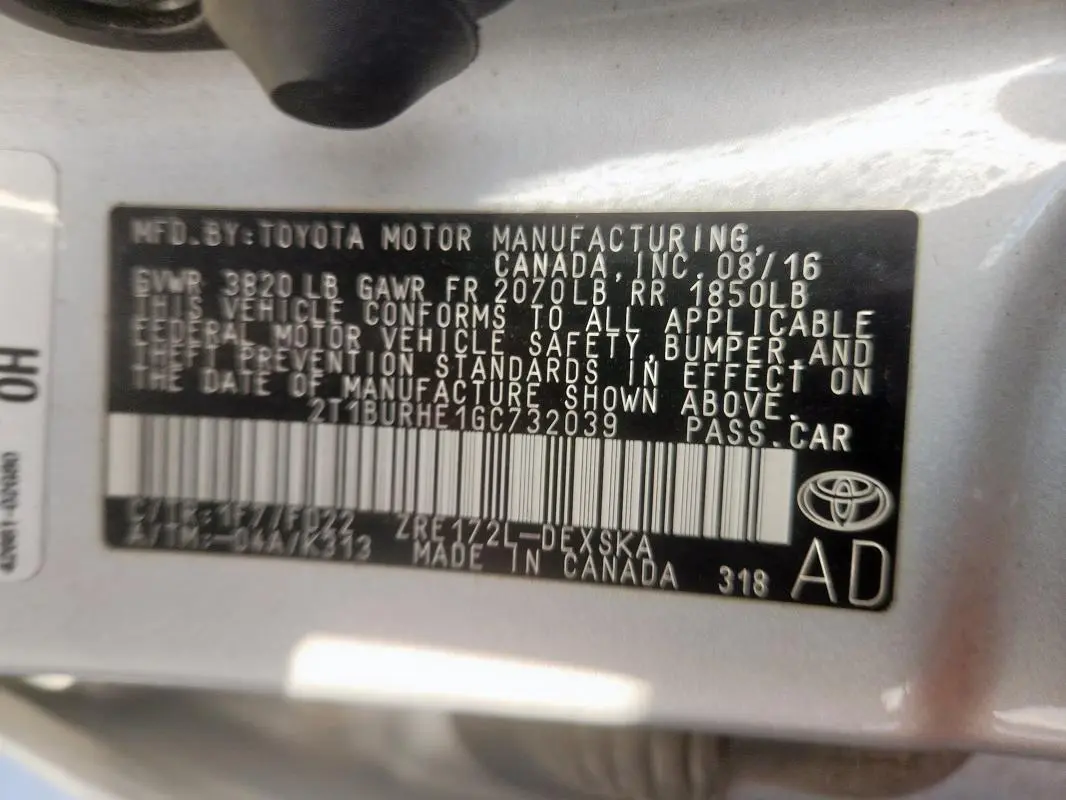 MFD.BY:TOYOTA MOTOR MANUFACTURING,
CANADA, INC. 08/16
GVWR 3820 LB GAWR FR 2070LB RR 1850LB
THIS VEHICLE CONFORMS TO ALL APPLICABLE
FEDERAL MOTOR VEHICLE SAFETY, BUMPER, AND
THEFT PREVENTION STANDARDS IN EFFECT ON
THE DATE OF MANUFACTURE SHOWN ABOVE.
2T1BURHE1GC732039 PASS. CAR
C/TR:1F7/FD22 ZRE172L-DEXSKA
A/TM:-04A/K313 MADE IN CANADA 318 AD
0H